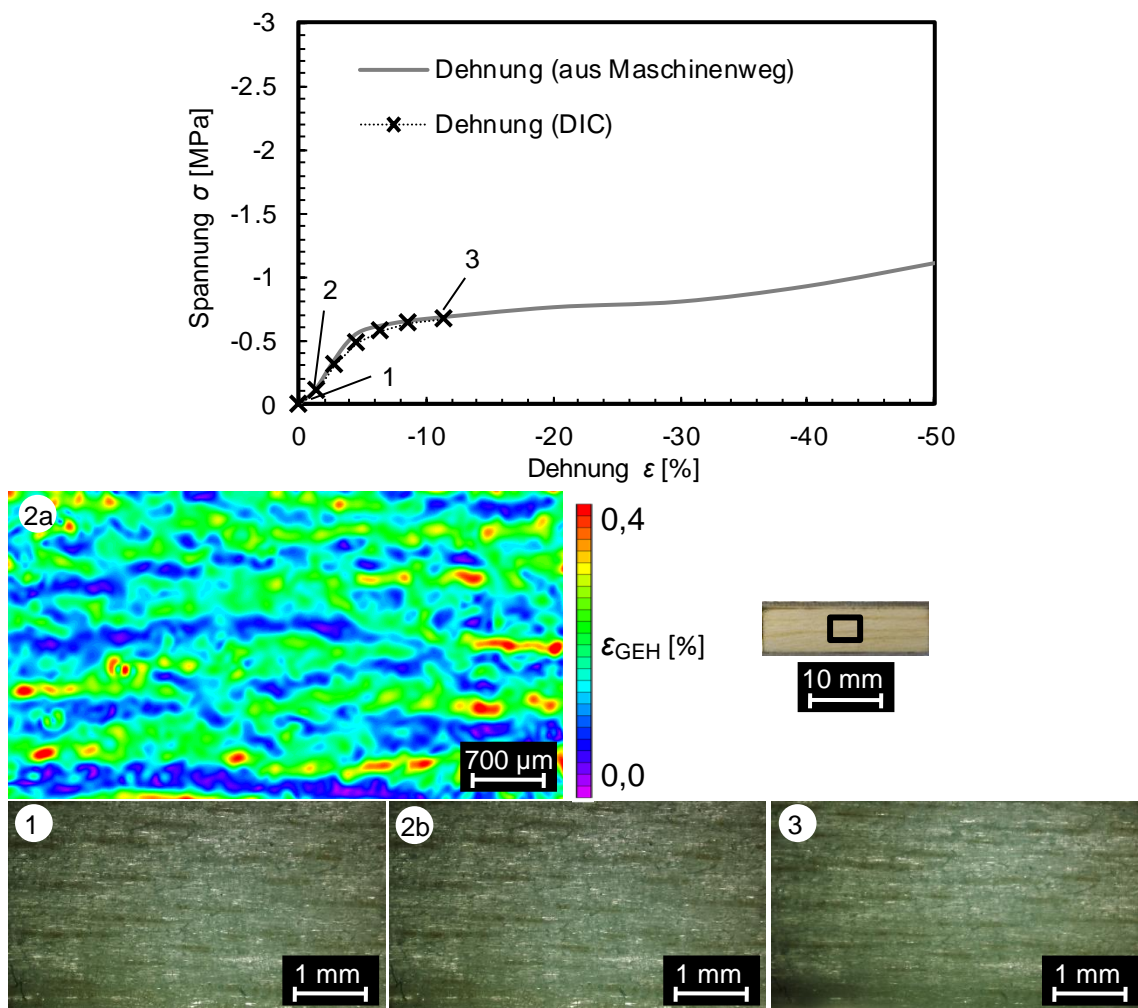 -3
-2.5
-2
-1.5
-1
-0.5
0
Spannung σ [MPa]
Dehnung (aus Maschinenweg)
Dehnung (DIC)
3
2
1
0 -10 -20 -30 -40 -50
Dehnung ε [%]
2a
700 µm
0,4
εGEH [%]
0,0
10 mm
1
1 mm
2b
1 mm
3
1 mm